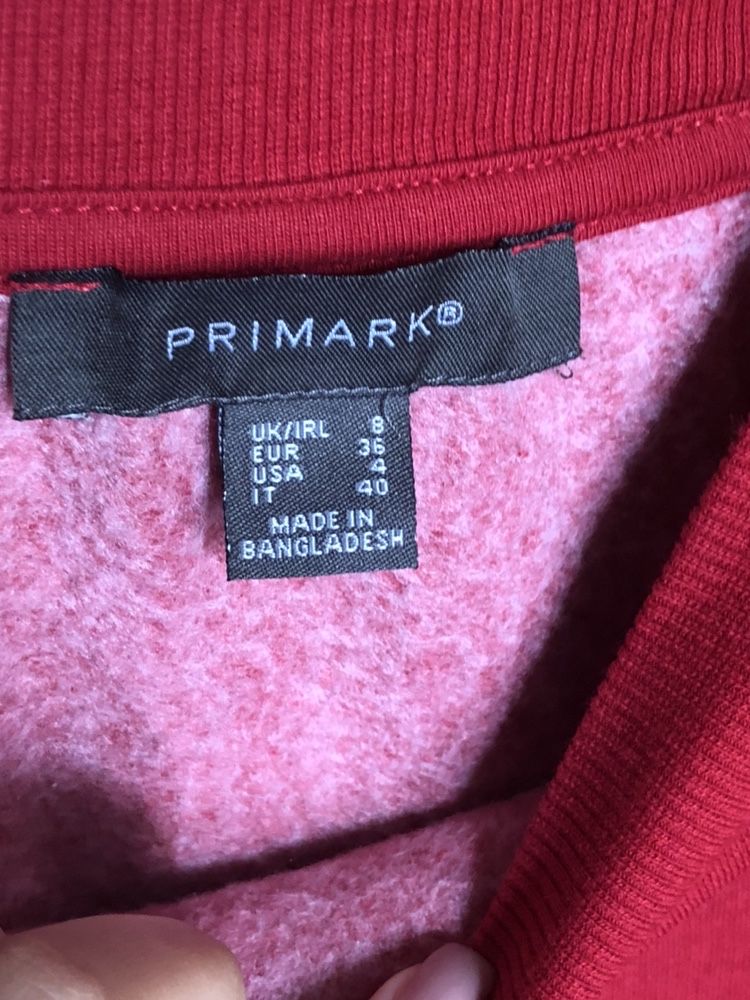 PRIMARK®
UK/IRL 8
EUR 36
USA 4
IT 40
MADE IN
BANGLADESH